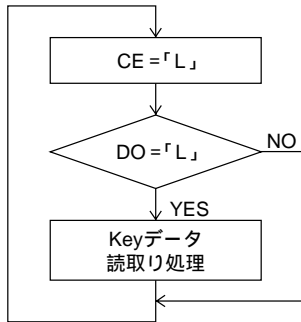 CE=「L」
DO=「L」
NO
YES
Keyデータ
読取り処理